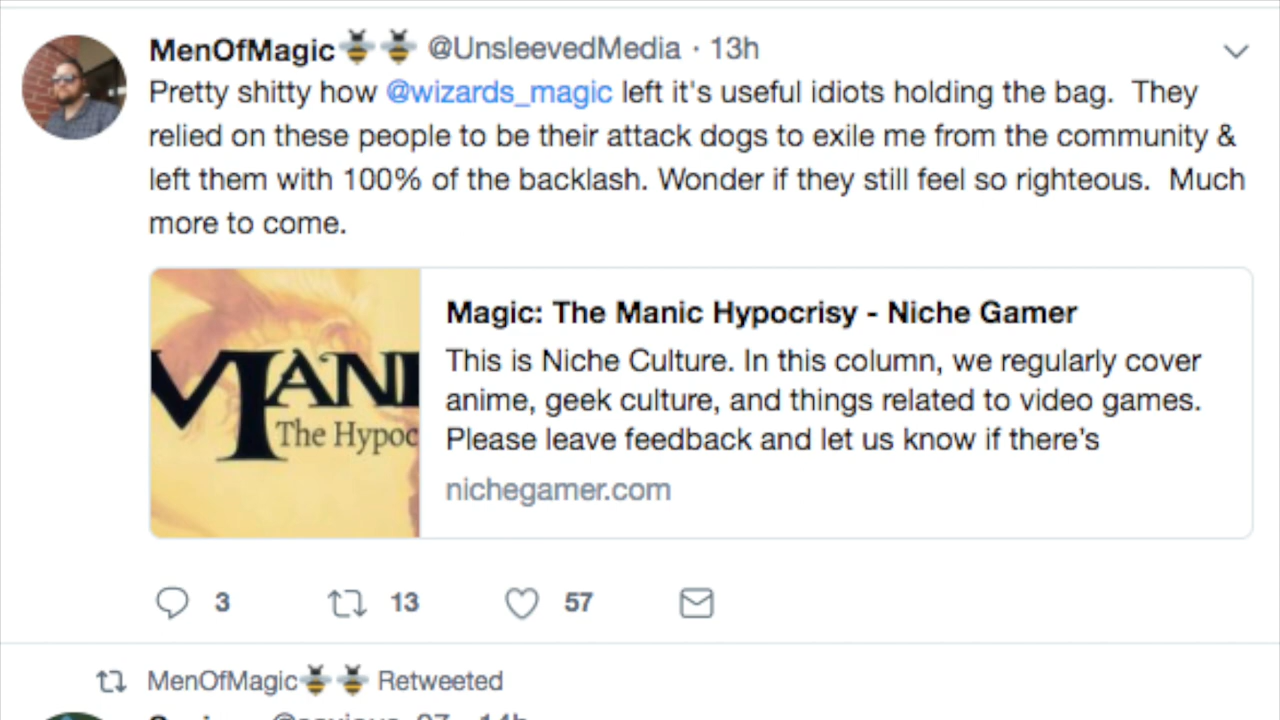 MenOfMagic🐝🐝 @UnsleevedMedia · 13h
Pretty shitty how @wizards_magic left it's useful idiots holding the bag. They
relied on these people to be their attack dogs to exile me from the community &
left them with 100% of the backlash. Wonder if they still feel so righteous. Much
more to come.
MANI
The Hypoc
Magic: The Manic Hypocrisy - Niche Gamer
This is Niche Culture. In this column, we regularly cover
anime, geek culture, and things related to video games.
Please leave feedback and let us know if there's
nichegamer.com
3 13 57
MenOfMagic🐝🐝 Retweeted
14h